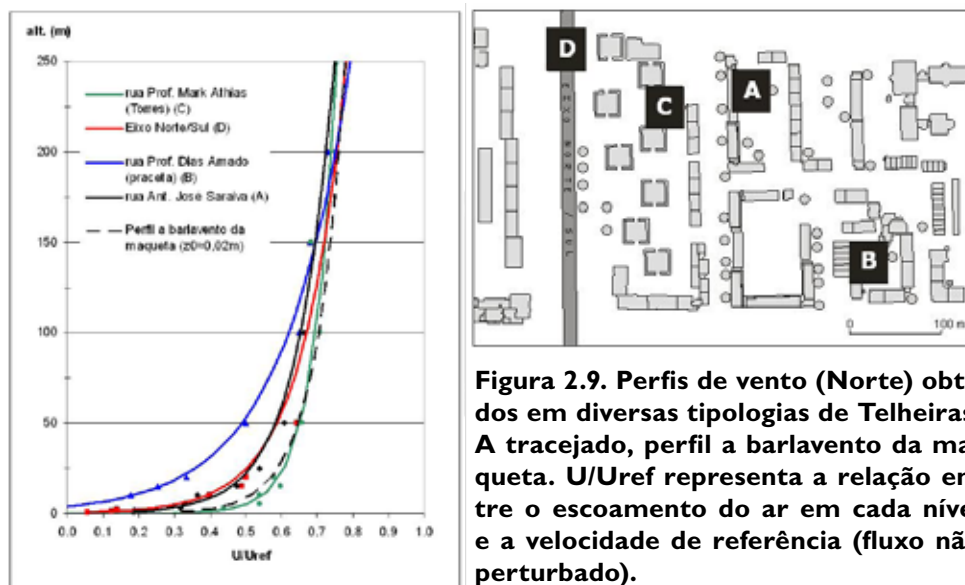 alt. (m)
250
200
150
100
50
0
rua Prof. Mark Athias
(Torres) (C)
Eixo Norte/Sul (D)
rua Prof. Dias Amado
(praceta) (B)
rua Ant. José Saraiva (A)
Perfil a barlavento da
maqueta (z0=0,02m)
0.0 0.1 0.2 0.3 0.4 0.5 0.6 0.7 0.8 0.9 1.0
U/Uref
D
C
A
B
EIXO NORTE / SUL
0 100 m
Figura 2.9. Perfis de vento (Norte) obt
dos em diversas tipologias de Telheiras
A tracejado, perfil a barlavento da ma
queta. U/Uref representa a relação en
tre o escoamento do ar em cada níve
e a velocidade de referência (fluxo nã
perturbado).